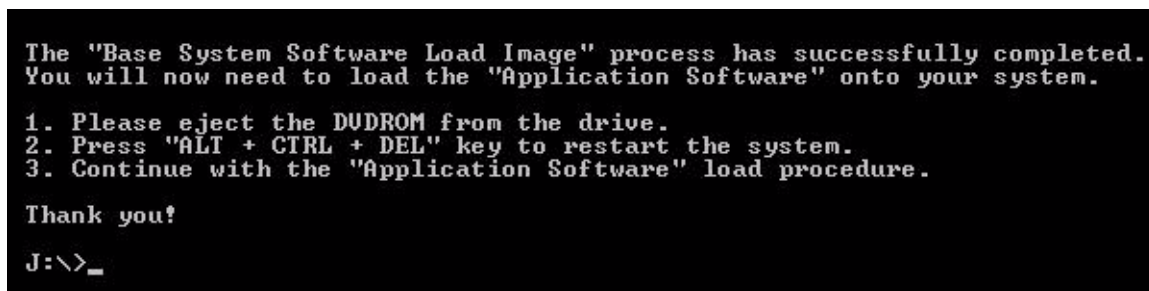 The "Base System Software Load Image" process has successfully completed.
You will now need to load the "Application Software" onto your system.
1. Please eject the DVDROM from the drive.
2. Press "ALT + CTRL + DEL" key to restart the system.
3. Continue with the "Application Software" load procedure.
Thank you!
J:\>_